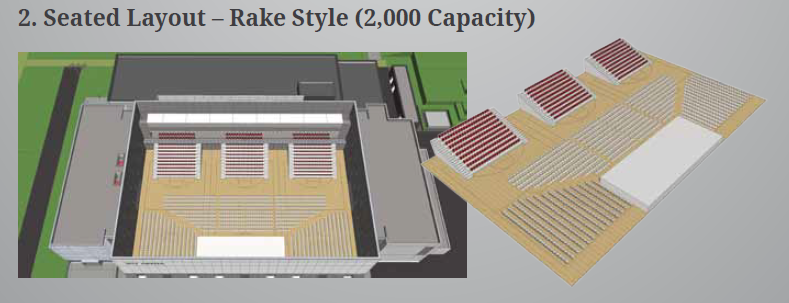 2. Seated Layout – Rake Style (2,000 Capacity)